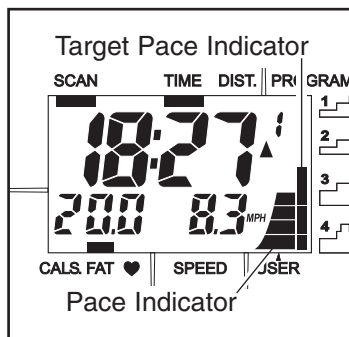 Target Pace Indicator
SCAN TIME DIST. PROGRAM
1
18:27 1
2
3
20.0 8.3 MPH
4
CALS. FAT ♥ SPEED USER
Pace Indicator